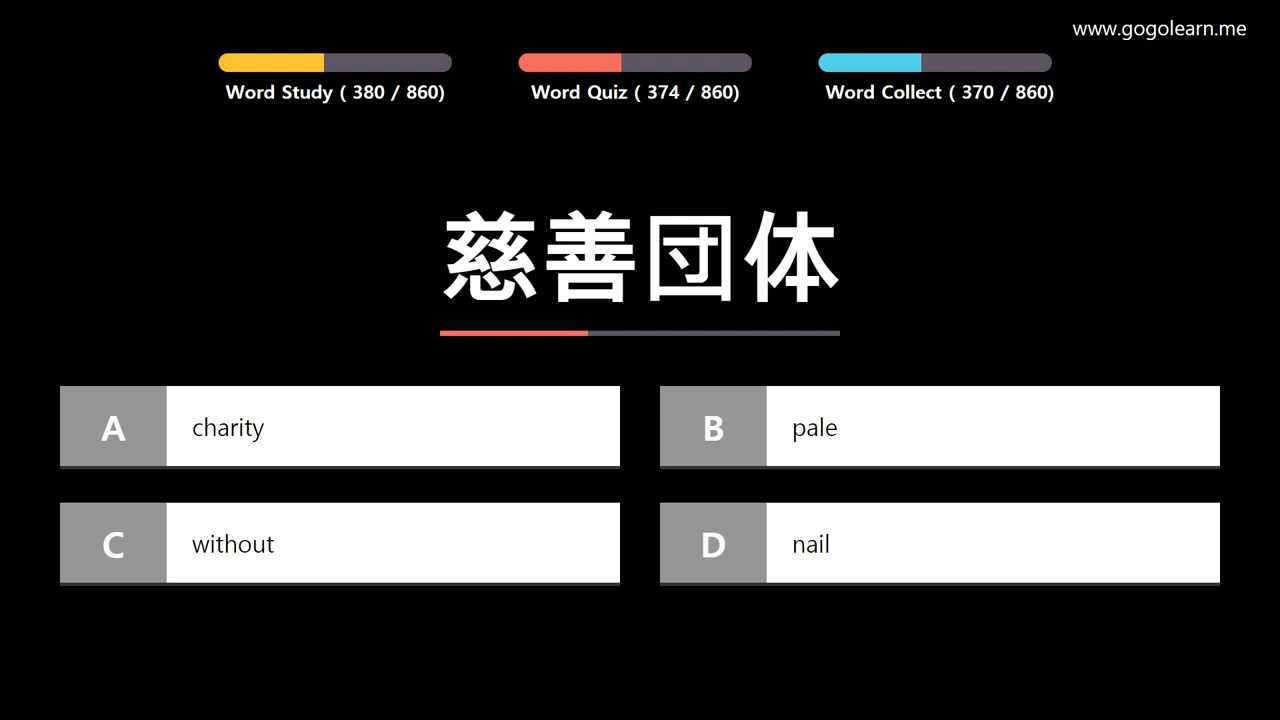 www.gogolearn.me
Word Study ( 380 / 860)
Word Quiz ( 374 / 860)
Word Collect ( 370 / 860)
慈善団体
A charity
B pale
C without
D nail